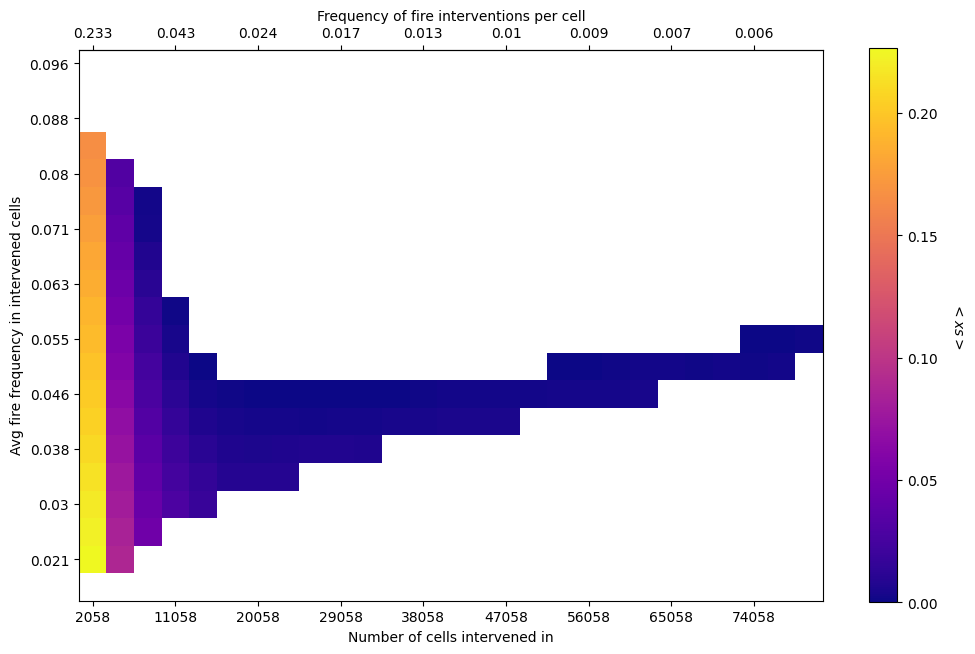 Frequency of fire interventions per cell
0.233 0.043 0.024 0.017 0.013 0.01 0.009 0.007 0.006
0.096
0.088
0.08
0.071
0.063
0.055
0.046
0.038
0.03
0.021
Avg fire frequency in intervened cells
2058 11058 20058 29058 38058 47058 56058 65058 74058
Number of cells intervened in
0.20
0.15
0.10
0.05
0.00
< sx >